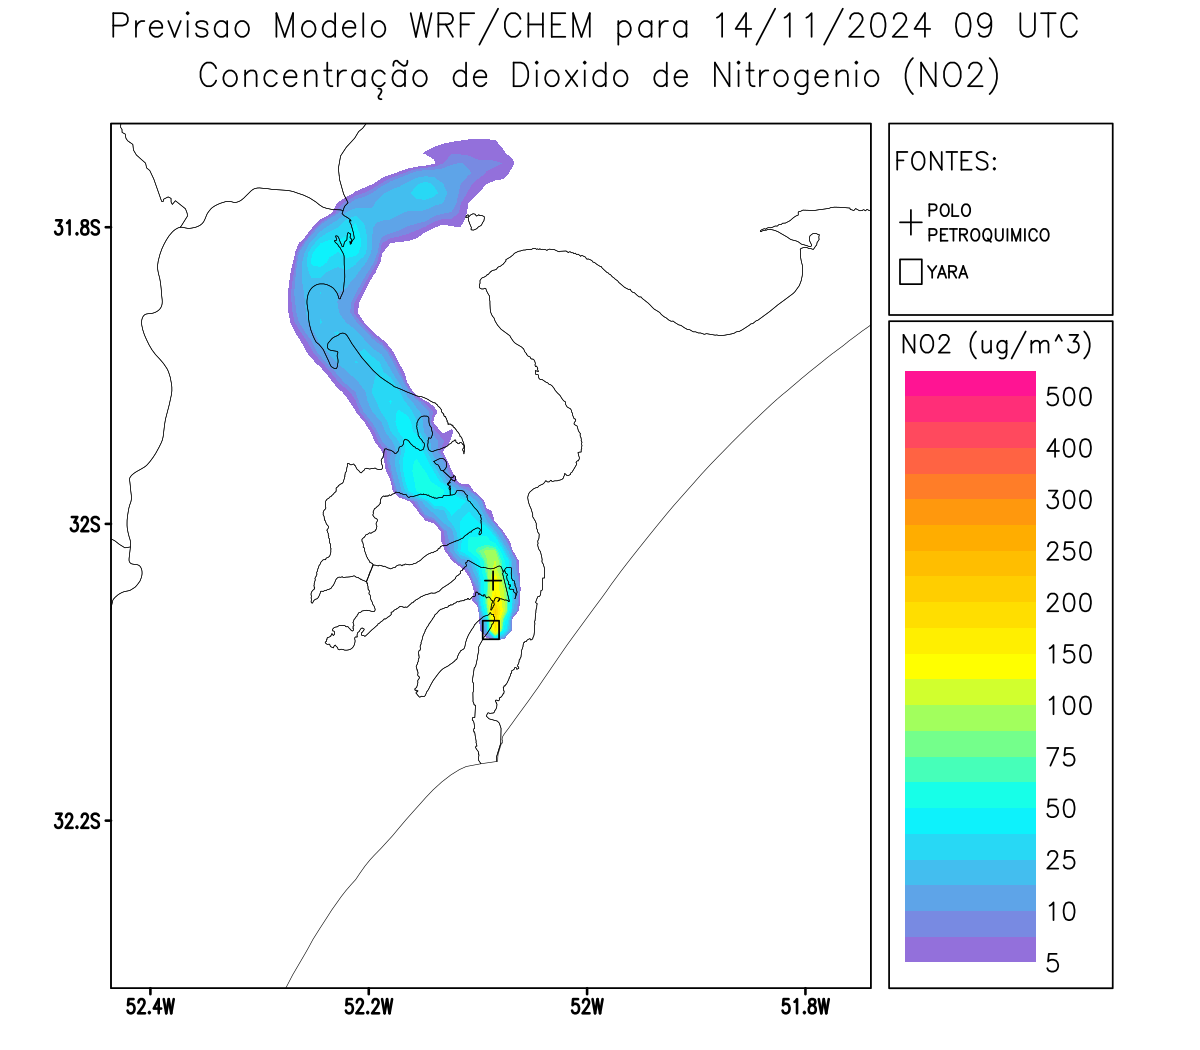 Previsao Modelo WRF/CHEM para 14/11/2024 09 UTC
Concentração de Dioxido de Nitrogenio (NO2)
FONTES:
POLO
PETROQUIMICO
YARA
NO2 (ug/m^3)
500
400
300
250
200
150
100
75
50
25
10
5
31.8S
32S
32.2S
52.4W
52.2W
52W
51.8W